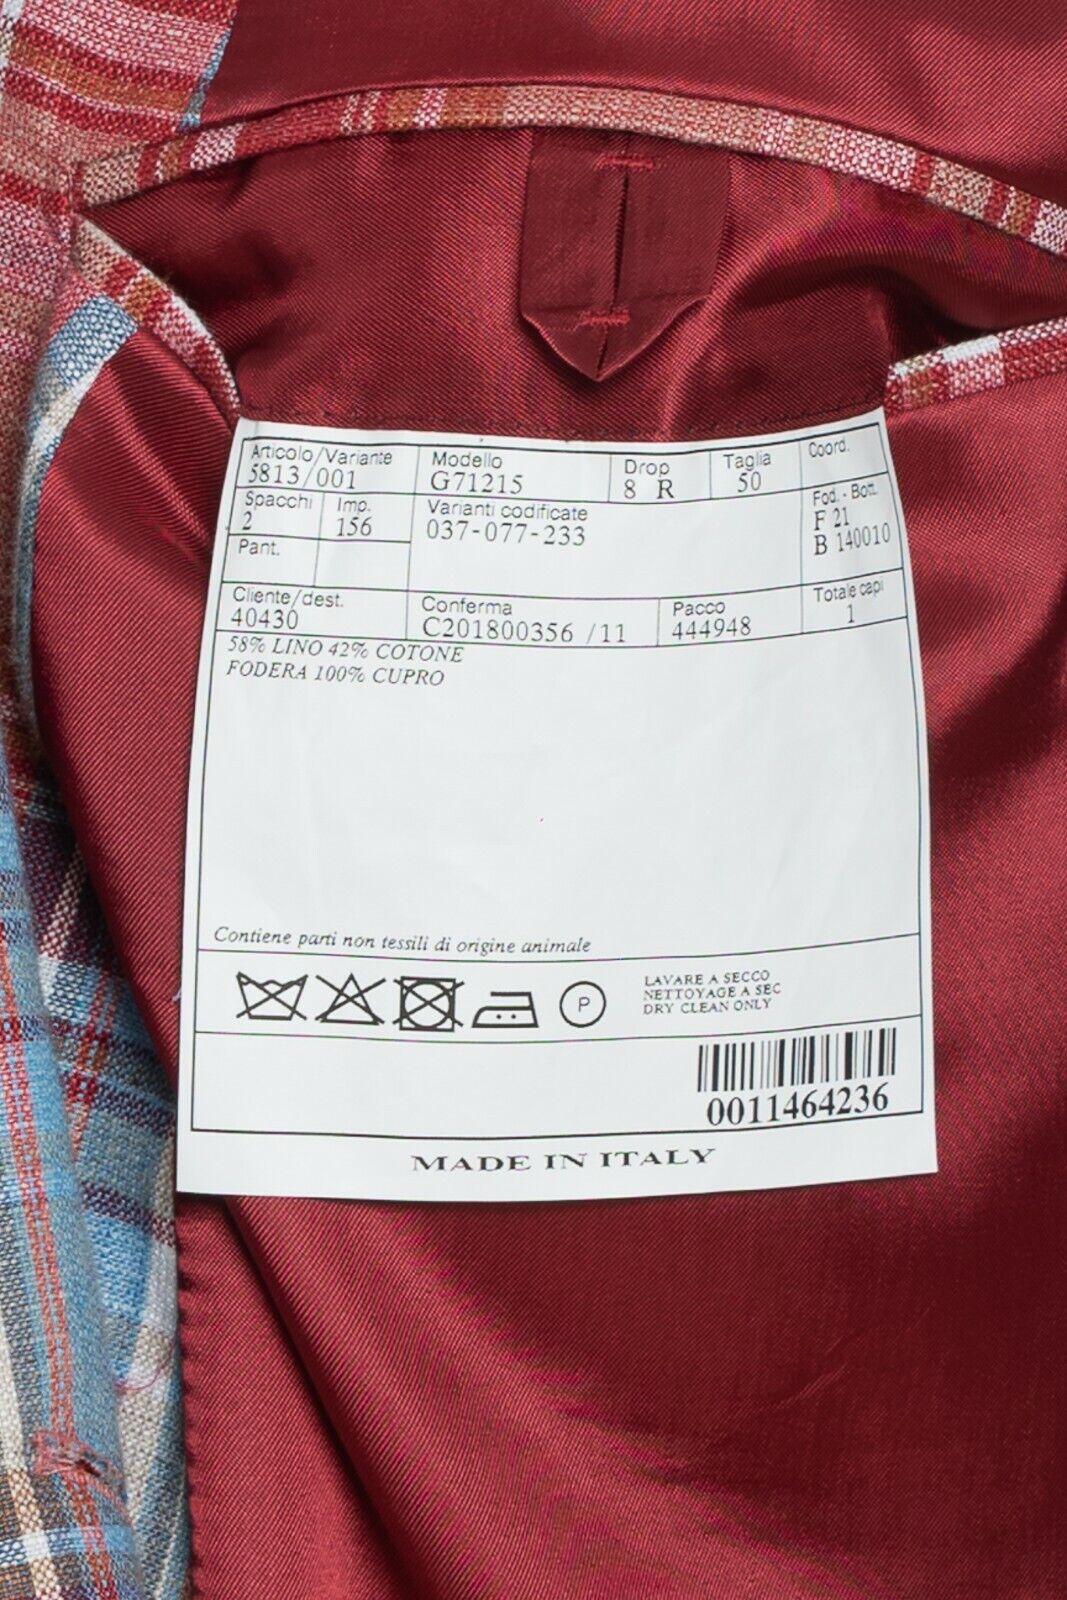 Articolo/Variante Modello Drop Taglia Coord.
5813/001 G71215 8 R 50
Spacchi Imp. Varianti codificate Fod. - Bott.
2 156 037-077-233 F 21
Pant. B 140010
Cliente/dest. Conferma Pacco Totale capi
40430 C201800356 /11 444948 1
58% LINO 42% COTONE
FODERA 100% CUPRO
Contiene parti non tessili di origine animale
P
LAVARE A SECCO
NETTOYAGE A SEC
DRY CLEAN ONLY
0011464236
MADE IN ITALY